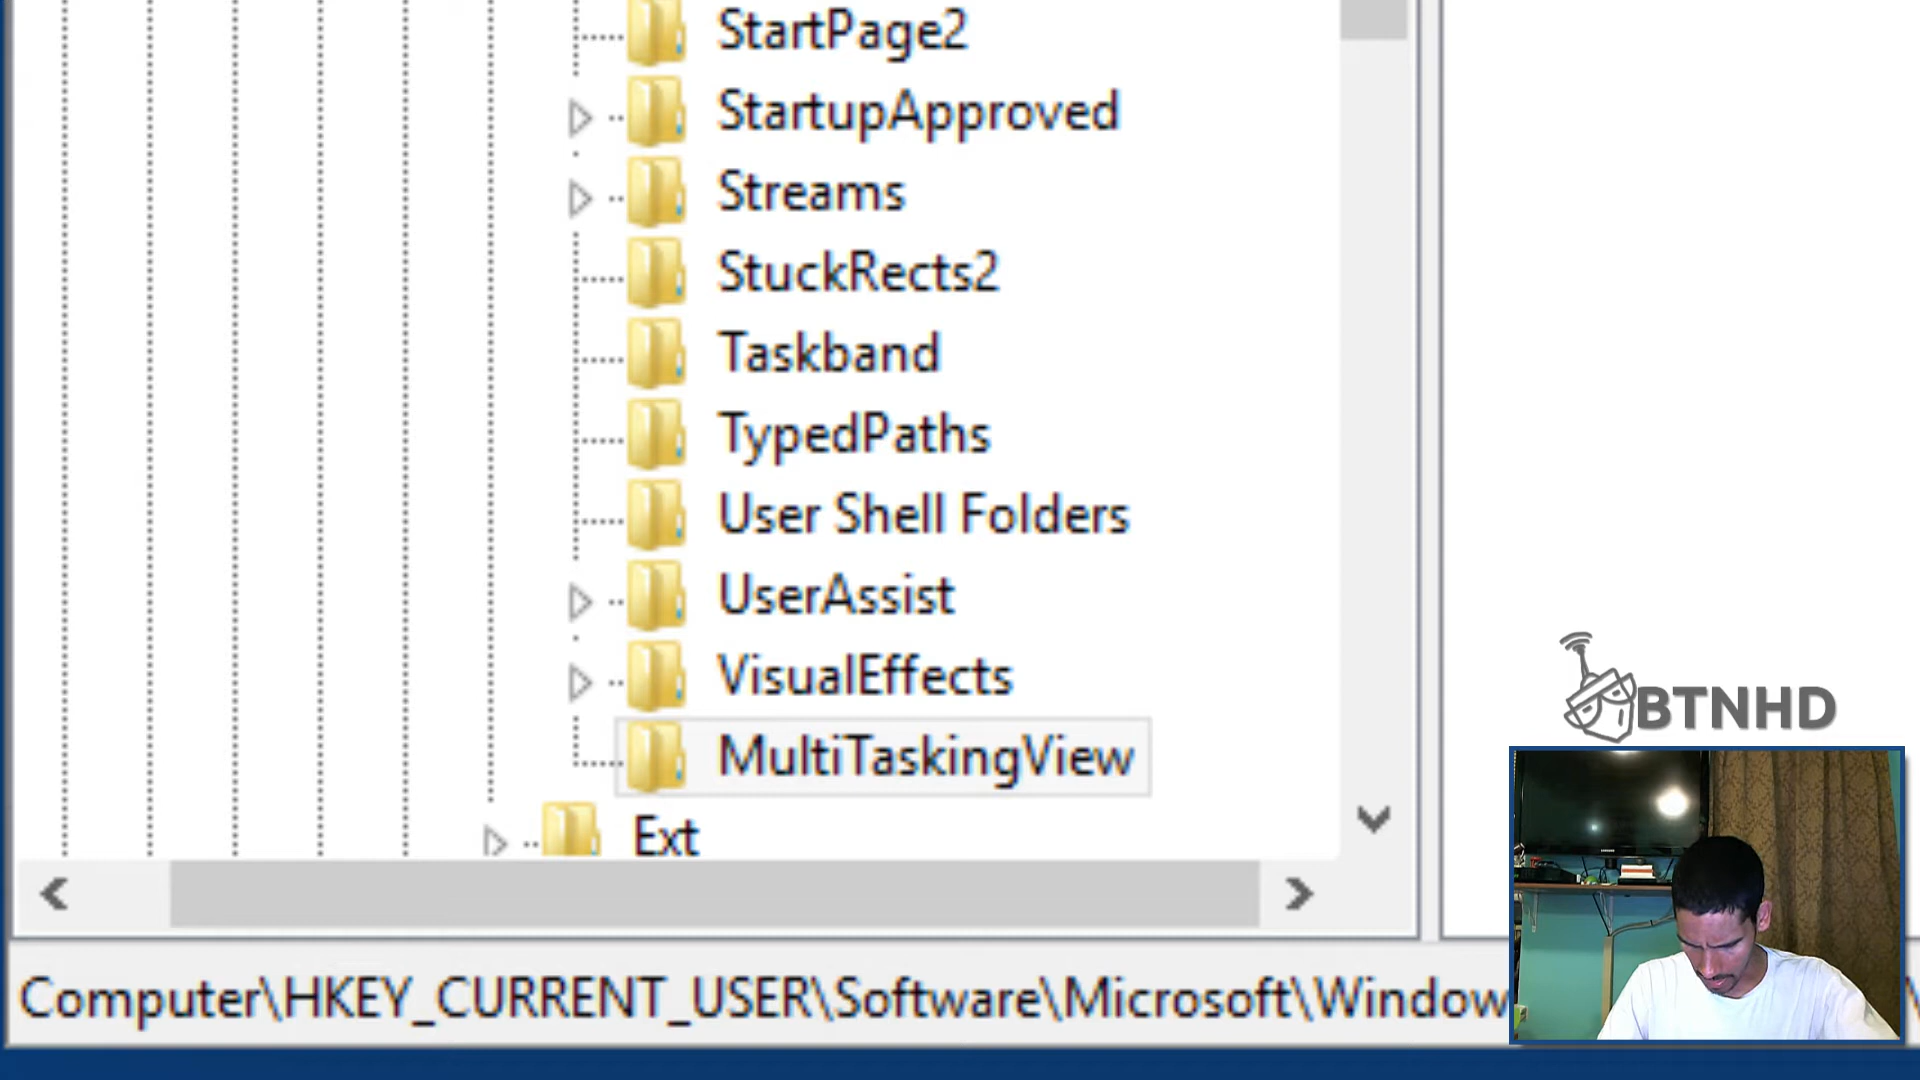 StartPage2
StartupApproved
Streams
StuckRects2
Taskband
TypedPaths
User Shell Folders
UserAssist
VisualEffects
MultiTaskingView
Ext
BTNHD
Computer\HKEY_CURRENT_USER\Software\Microsoft\Window